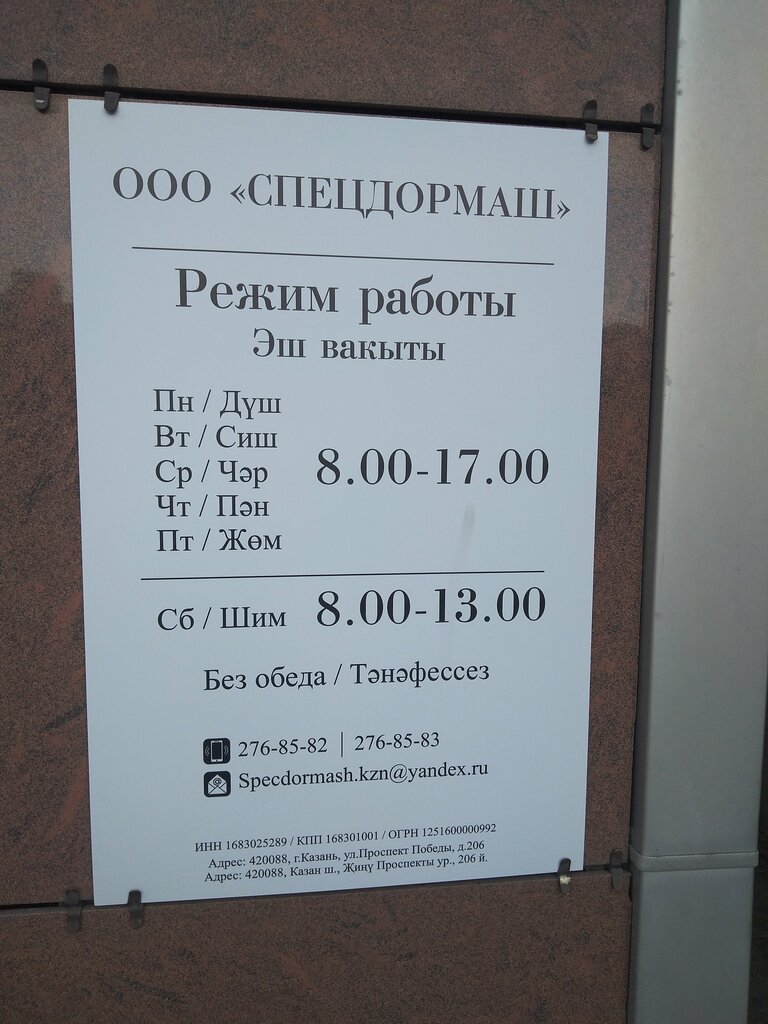 ООО «СПЕЦДОРМАШ»
Режим работы
Эш вакыты
Пн / Дүш
Вт / Сиш
Ср / Чәр
Чт / Пән
Пт / Жөм
8.00-17.00
Сб / Шим 8.00-13.00
Без обеда / Тәнәфессез
276-85-82 | 276-85-83
Specdormash.kzn@yandex.ru
ИНН 1683025289 / КПП 168301001 / ОГРН 1251600000992
Адрес: 420088, г.Казань, ул.Проспект Победы, д.206
Адрес: 420088, Казан ш., Җиңү Проспекты ур., 206 й.